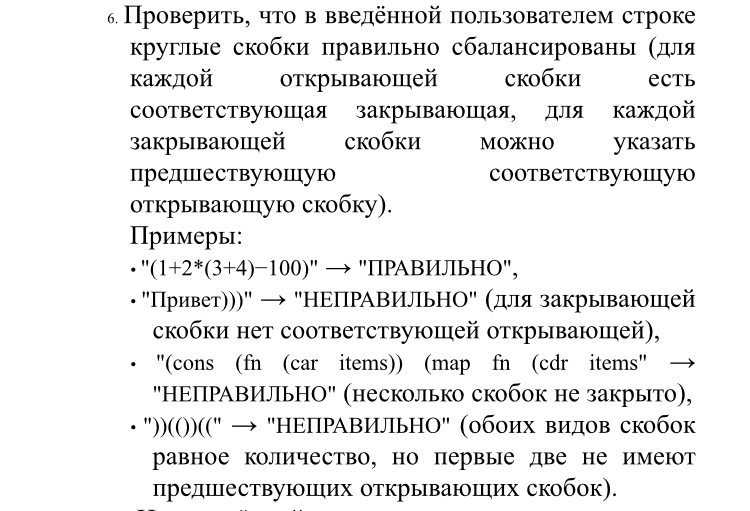 6. Проверить, что в введённой пользователем строке
круглые скобки правильно сбалансированы (для
каждой открывающей скобки есть
соответствующая закрывающая, для каждой
закрывающей скобки можно указать
предшествующую соответствующую
открывающую скобку).
Примеры:
• "(1+2*(3+4)−100)" → "ПРАВИЛЬНО",
• "Привет)))" → "НЕПРАВИЛЬНО" (для закрывающей
скобки нет соответствующей открывающей),
• "(cons (fn (car items)) (map fn (cdr items" →
"НЕПРАВИЛЬНО" (несколько скобок не закрыто),
• "))(())((" → "НЕПРАВИЛЬНО" (обоих видов скобок
равное количество, но первые две не имеют
предшествующих открывающих скобок).